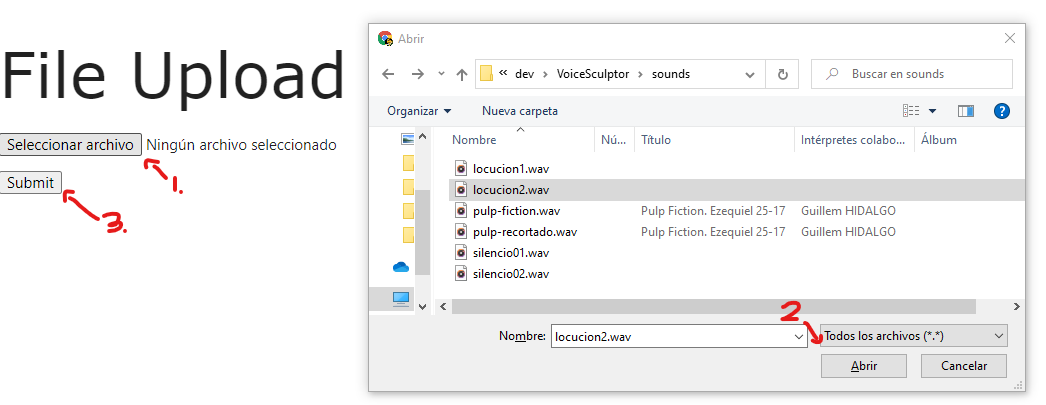 File Upload
Seleccionar archivo Ningún archivo seleccionado
1.
Submit
3.
Abrir
« dev > VoiceSculptor > sounds
Buscar en sounds
Organizar Nueva carpeta
?
Nombre Nú... Título Intérpretes colabo... Álbum
locucion1.wav
locucion2.wav
pulp-fiction.wav Pulp Fiction. Ezequiel 25-17 Guillem HIDALGO
pulp-recortado.wav Pulp Fiction. Ezequiel 25-17 Guillem HIDALGO
silencio01.wav
silencio02.wav
2
Nombre: locucion2.wav Todos los archivos (*.*)
Abrir Cancelar